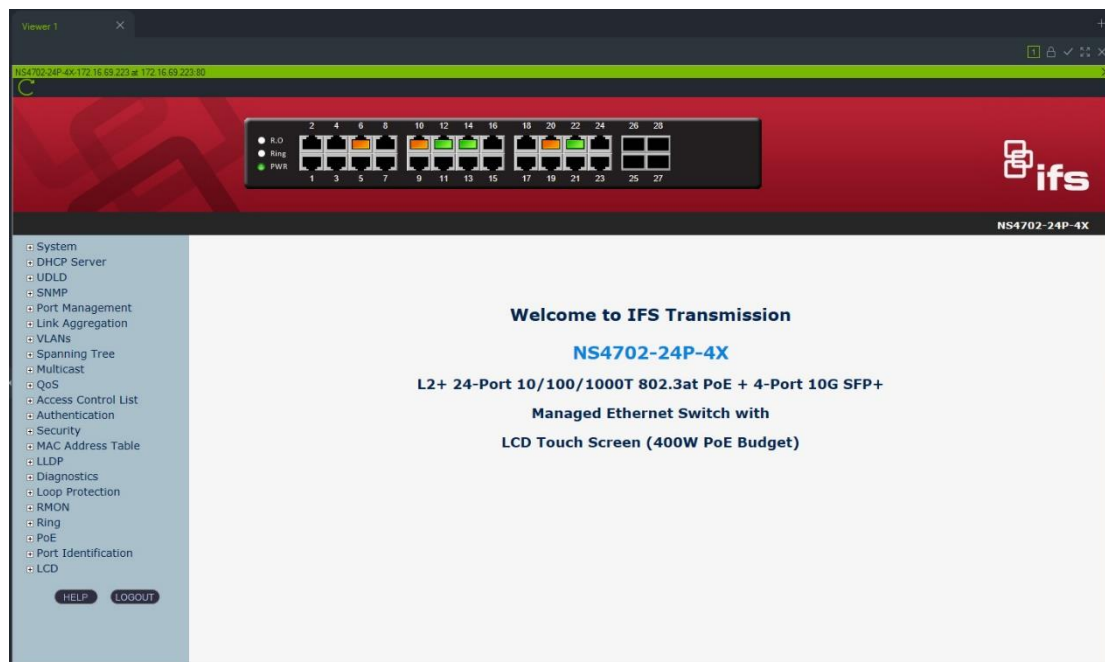 Viewer 1
1
NS4702-24P-4X-172.16.69.223 at 172.16.69.223:80
2 4 6 8 10 12 14 16 18 20 22 24 26 28
R.O
Ring
PWR
1 3 5 7 9 11 13 15 17 19 21 23 25 27
ifs
NS4702-24P-4X
System
DHCP Server
UDLD
SNMP
Port Management
Link Aggregation
VLANs
Spanning Tree
Multicast
QoS
Access Control List
Authentication
Security
MAC Address Table
LLDP
Diagnostics
Loop Protection
RMON
Ring
PoE
Port Identification
LCD
HELP LOGOUT
Welcome to IFS Transmission
NS4702-24P-4X
L2+ 24-Port 10/100/1000T 802.3at PoE + 4-Port 10G SFP+
Managed Ethernet Switch with
LCD Touch Screen (400W PoE Budget)